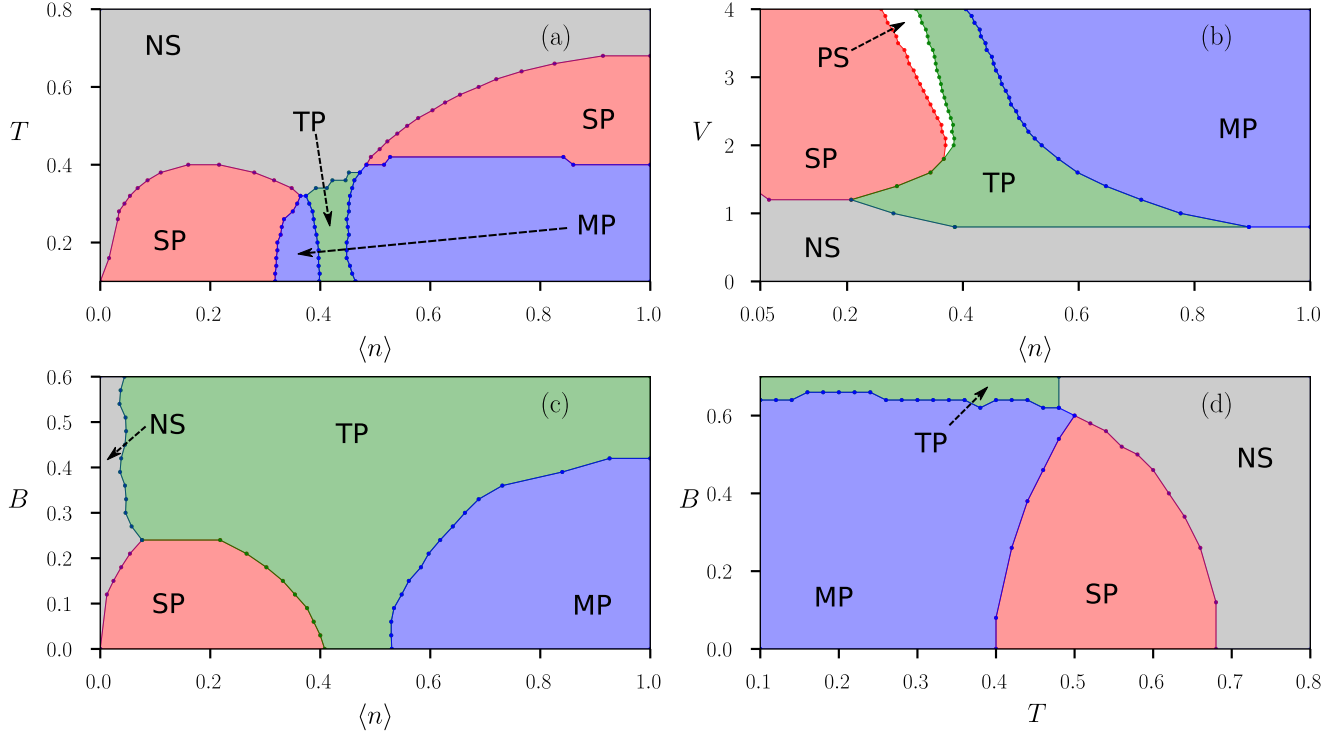 0.8
NS
(a)
0.6
TP
SP
T
0.4
SP
MP
0.2
0.0 0.2 0.4 0.6 0.8 1.0
⟨n⟩
4
PS
(b)
3
V
MP
2
SP
TP
1
NS
0
0.05 0.2 0.4 0.6 0.8 1.0
⟨n⟩
0.6
(c)
0.5
NS
TP
0.4
B
0.3
0.2
SP
MP
0.1
0.0
0.0 0.2 0.4 0.6 0.8 1.0
⟨n⟩
(d)
0.6
TP
NS
B
0.4
0.2
MP
SP
0.0
0.1 0.2 0.3 0.4 0.5 0.6 0.7 0.8
T